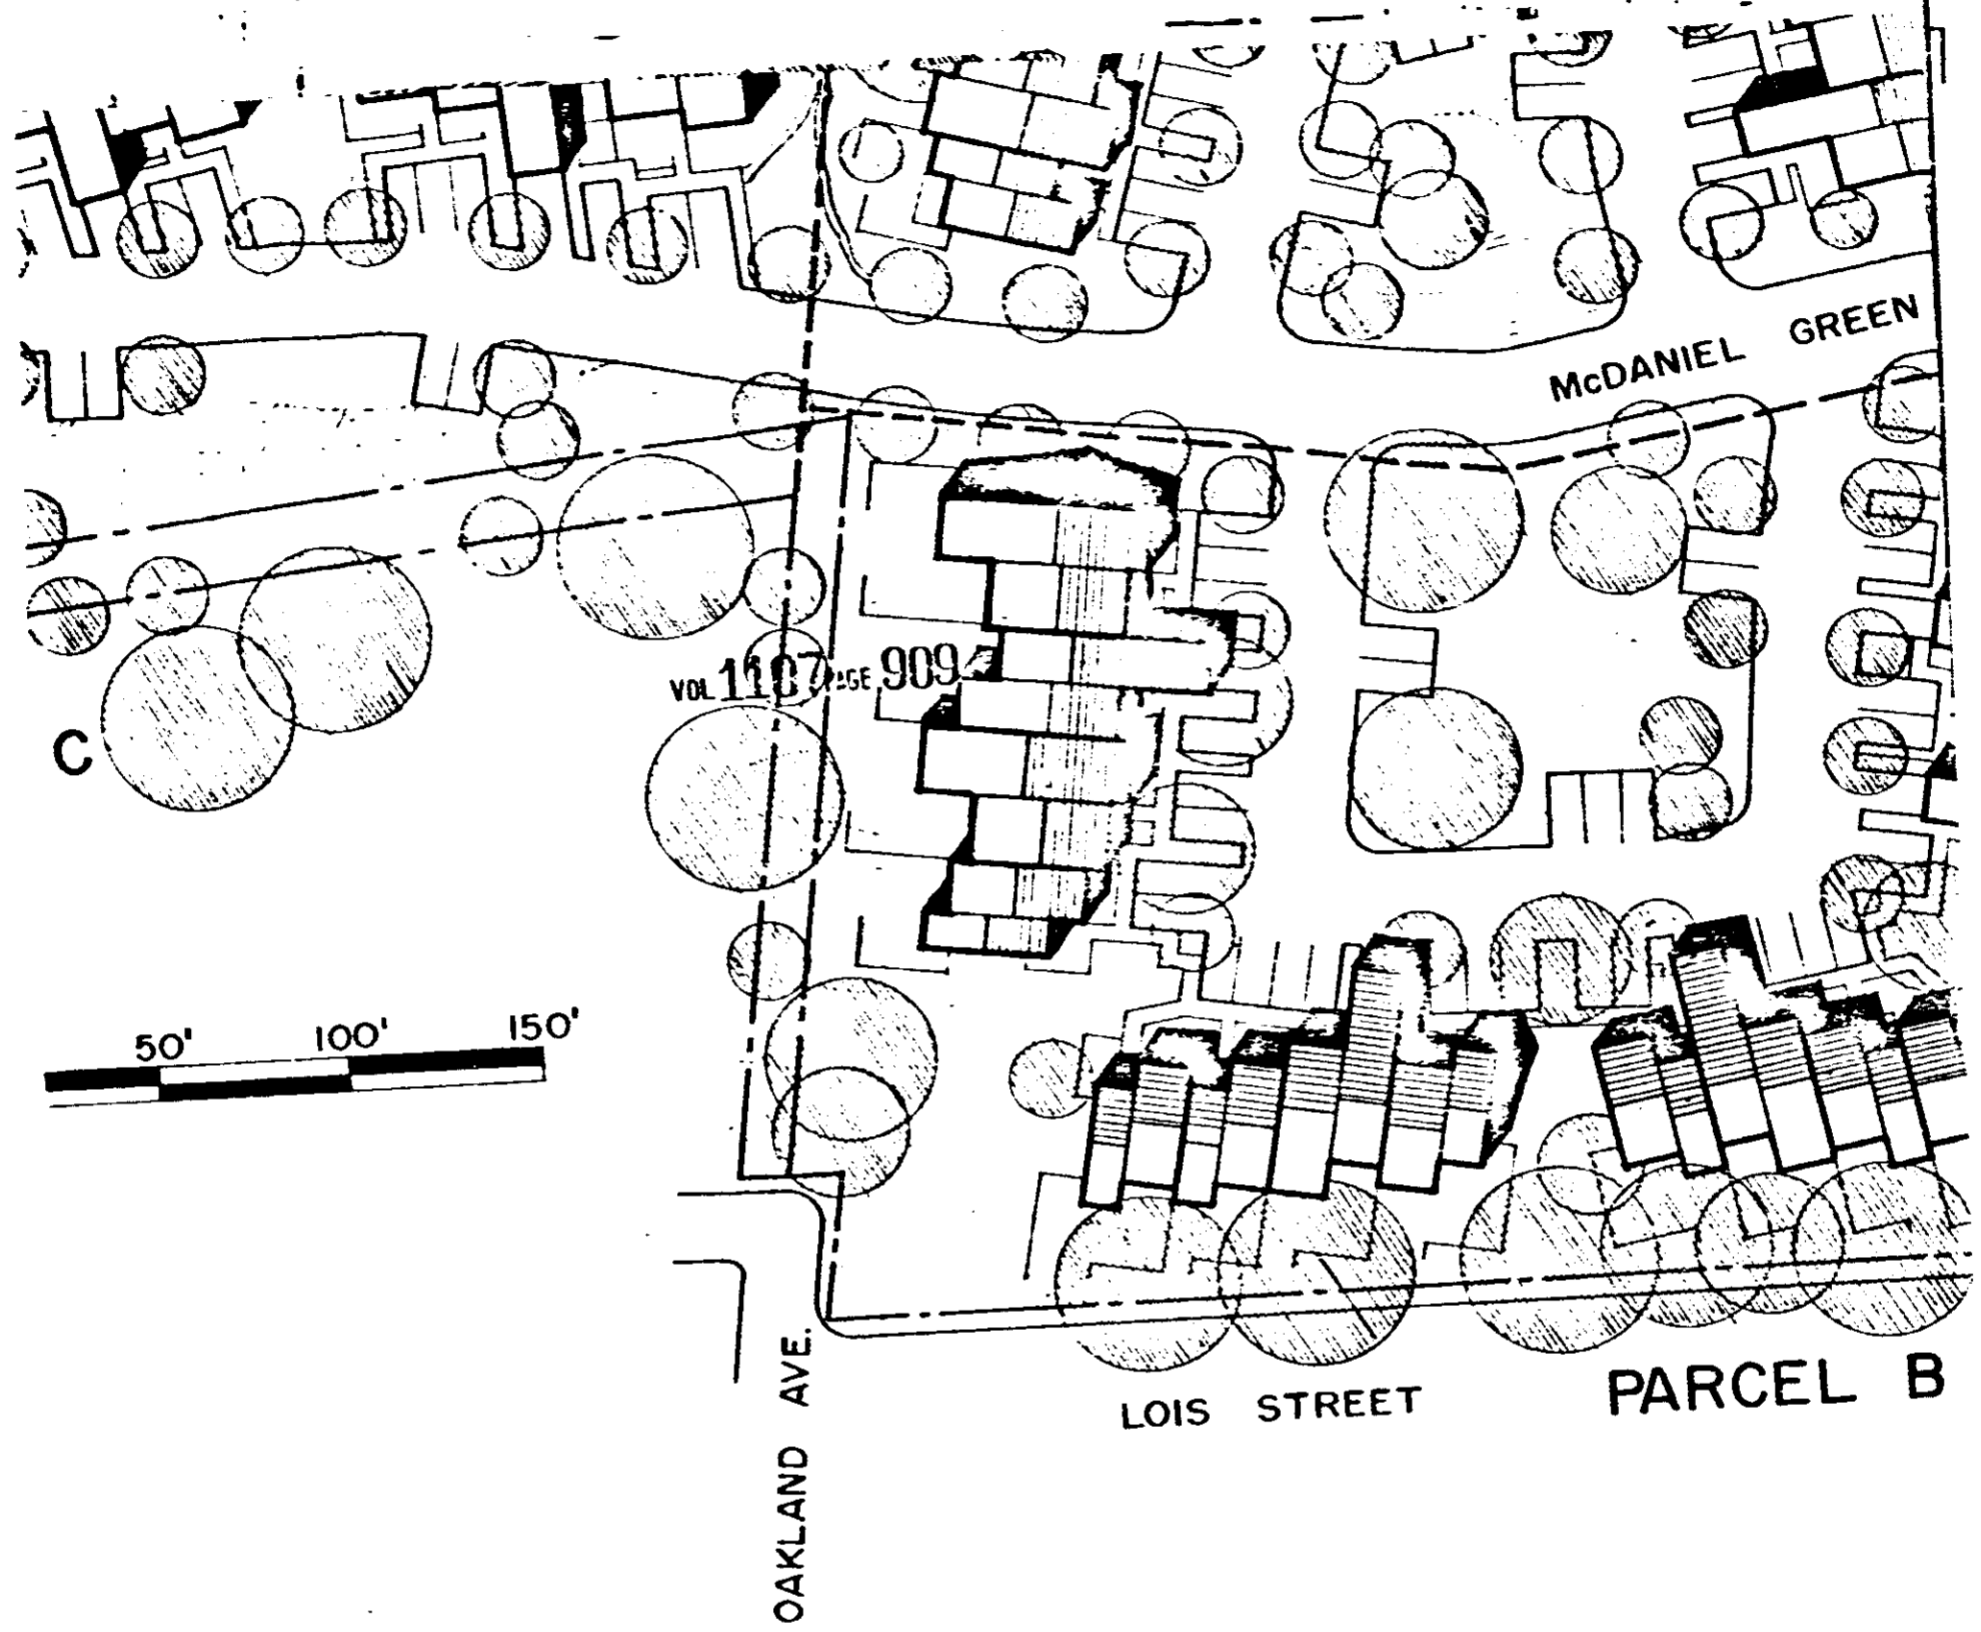 McDANIEL GREEN
VOL 1107 PAGE 909
C
50' 100' 150'
LOIS STREET
PARCEL B
OAKLAND AVE.